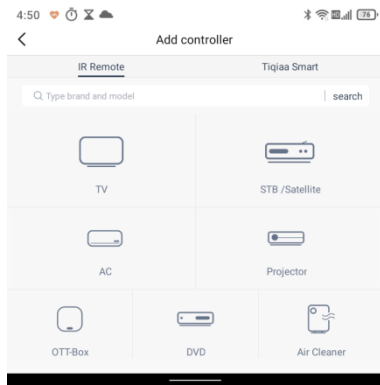 4:50
76
Add controller
IR Remote Tiqiaa Smart
Type brand and model search
TV STB /Satellite
AC Projector
OTT-Box DVD Air Cleaner